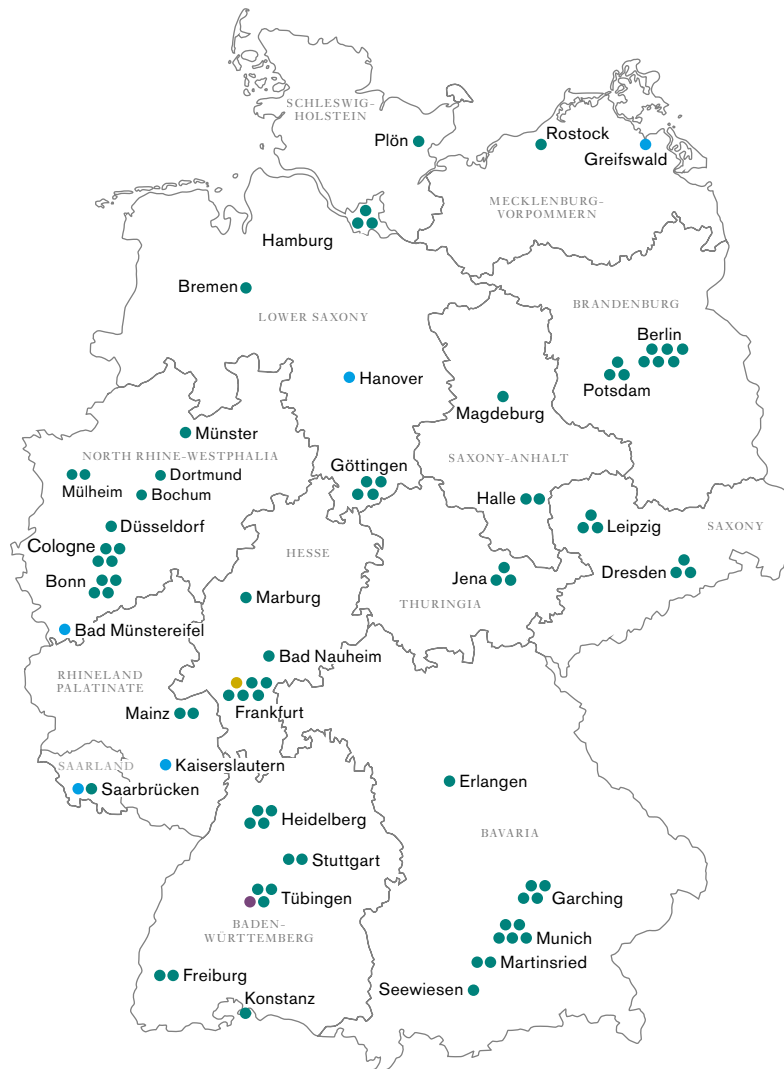 SCHLESWIG-
HOLSTEIN
Plön
Rostock
Greifswald
MECKLENBURG-
VORPOMMERN
Hamburg
Bremen
LOWER SAXONY
BRANDENBURG
Berlin
Potsdam
Hanover
Magdeburg
Münster
NORTH RHINE-WESTPHALIA
Mülheim
Dortmund
Bochum
Göttingen
SAXONY-ANHALT
Halle
Leipzig
SAXONY
Düsseldorf
Cologne
Bonn
HESSE
Jena
THURINGIA
Dresden
Marburg
Bad Münstereifel
Bad Nauheim
RHINELAND
PALATINATE
Mainz
Frankfurt
SAARLAND
Kaiserslautern
Saarbrücken
Erlangen
Heidelberg
BAVARIA
Stuttgart
Tübingen
Garching
BADEN-
WÜRTTEMBERG
Munich
Martinsried
Freiburg
Seewiesen
Konstanz